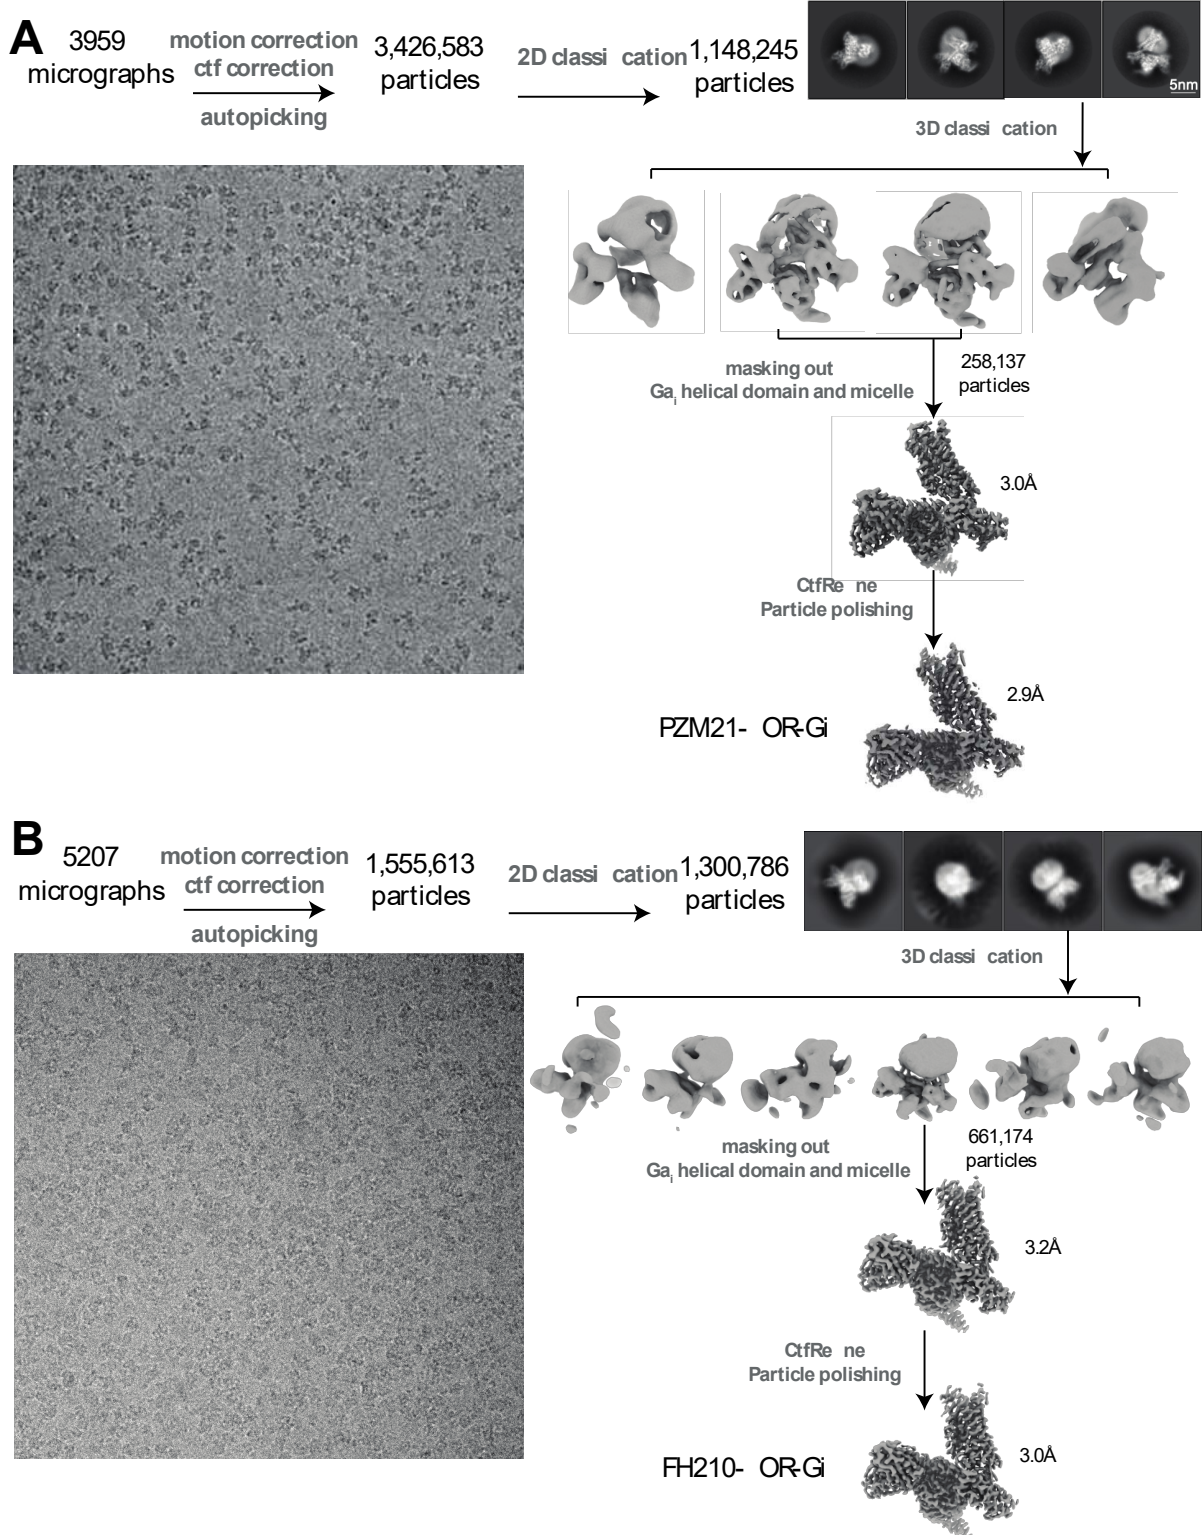 A
3959
micrographs
motion correction
ctf correction
autopicking
3,426,583
particles
2D classi cation
1,148,245
particles
5nm
3D classi cation
masking out
Gai helical domain and micelle
258,137
particles
3.0Å
CtfRe ne
Particle polishing
2.9Å
PZM21- OR-Gi
B
5207
micrographs
motion correction
ctf correction
autopicking
1,555,613
particles
2D classi cation
1,300,786
particles
3D classi cation
masking out
Gai helical domain and micelle
661,174
particles
3.2Å
CtfRe ne
Particle polishing
3.0Å
FH210- OR-Gi